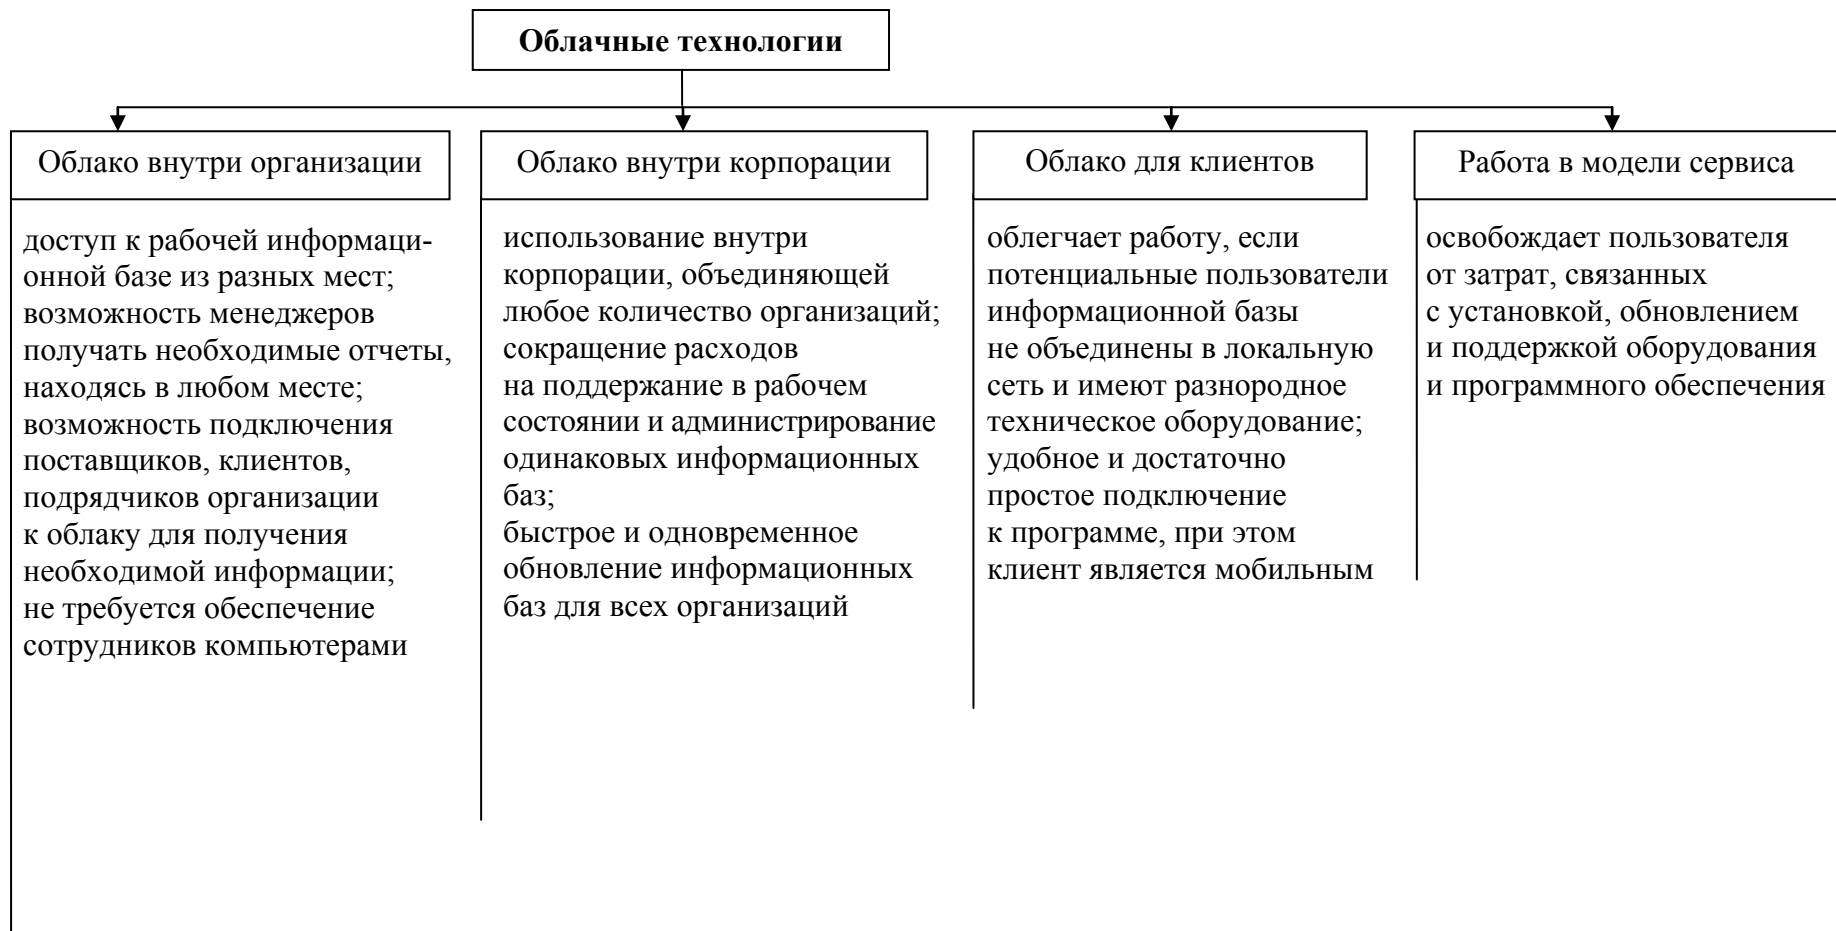 Облачные технологии
Облако внутри организации
доступ к рабочей информаци-
онной базе из разных мест;
возможность менеджеров
получать необходимые отчеты,
находясь в любом месте;
возможность подключения
поставщиков, клиентов,
подрядчиков организации
к облаку для получения
необходимой информации;
не требуется обеспечение
сотрудников компьютерами
Облако внутри корпорации
использование внутри
корпорации, объединяющей
любое количество организаций;
сокращение расходов
на поддержание в рабочем
состоянии и администрирование
одинаковых информационных
баз;
быстрое и одновременное
обновление информационных
баз для всех организаций
Облако для клиентов
облегчает работу, если
потенциальные пользователи
информационной базы
не объединены в локальную
сеть и имеют разнородное
техническое оборудование;
удобное и достаточно
простое подключение
к программе, при этом
клиент является мобильным
Работа в модели сервиса
освобождает пользователя
от затрат, связанных
с установкой, обновлением
и поддержкой оборудования
и программного обеспечения